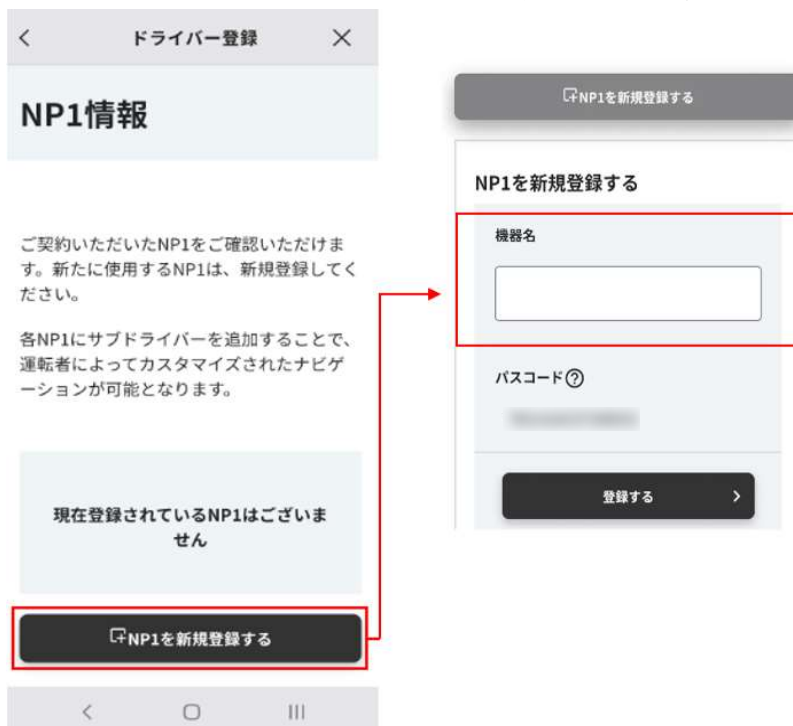 ドライバー登録
NP1情報
ご契約いただいたNP1をご確認いただけま
す。新たに使用するNP1は、新規登録してく
ださい。
各NP1にサブドライバーを追加することで、
運転者によってカスタマイズされたナビゲ
ーションが可能となります。
現在登録されているNP1はございま
せん
NP1を新規登録する
NP1を新規登録する
NP1を新規登録する
機器名
パスコード?
登録する